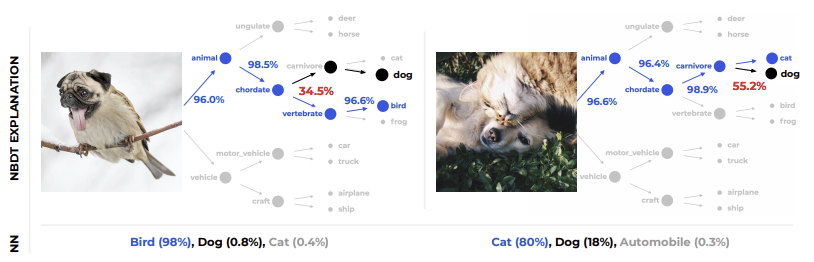 NBDT EXPLANATION
ungulate
deer
horse
animal
98.5%
carnivore
cat
dog
96.0%
chordate
34.5%
96.6%
bird
vertebrate
frog
motor_vehicle
car
truck
vehicle
craft
airplane
ship
ungulate
deer
horse
animal
96.4%
carnivore
cat
dog
55.2%
96.6%
chordate
98.9%
vertebrate
bird
frog
motor_vehicle
car
truck
vehicle
craft
airplane
ship
NN
Bird (98%), Dog (0.8%), Cat (0.4%)
Cat (80%), Dog (18%), Automobile (0.3%)